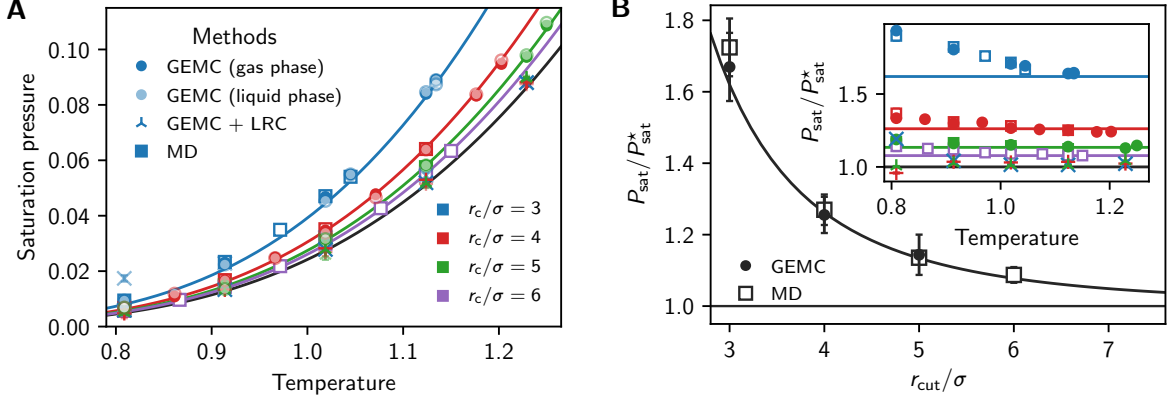 A
Saturation pressure
0.10
0.08
0.06
0.04
0.02
0.00
Methods
GEMC (gas phase)
GEMC (liquid phase)
GEMC + LRC
MD
r_c/σ = 3
r_c/σ = 4
r_c/σ = 5
r_c/σ = 6
0.8 0.9 1.0 1.1 1.2
Temperature
B
P_sat/P*_sat
1.8
1.6
1.4
1.2
1.0
P_sat/P*_sat
1.5
1.0
0.8 1.0 1.2
Temperature
GEMC
MD
3 4 5 6 7
r_cut/σ